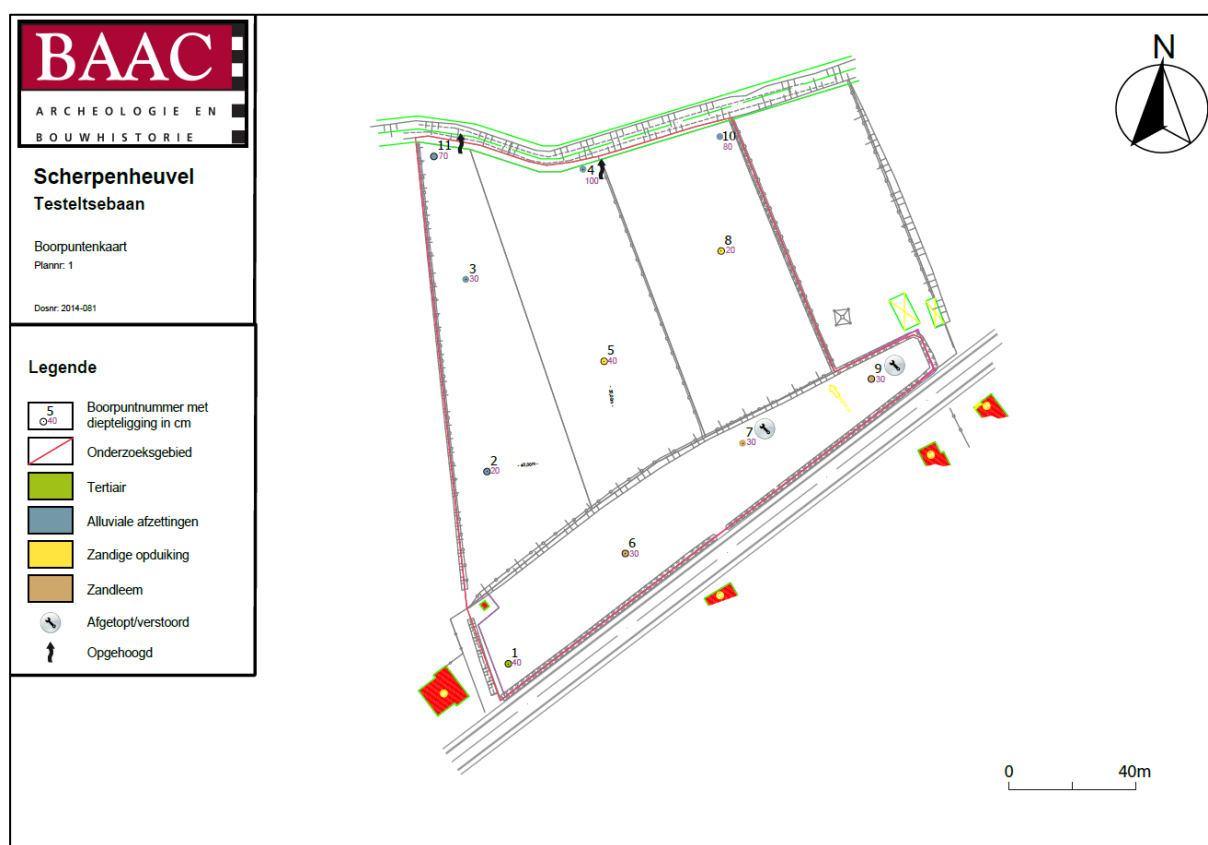 BAAC
ARCHEOLOGIE EN
BOUWHISTORIE
Scherpenheuvel
Testeltsebaan
Boorpuntenkaart
Plannr: 1
Dosnr: 2014-081
Legende
5
40
Boorpuntnummer met
diepteligging in cm
Onderzoeksgebied
Tertiair
Alluviale afzettingen
Zandige opduiking
Zandleem
Afgetopt/verstoord
Opgehoogd
N
11
70
10
80
4
100
8
20
3
30
5
40
9
30
7
30
2
20
6
30
1
40
0 40m